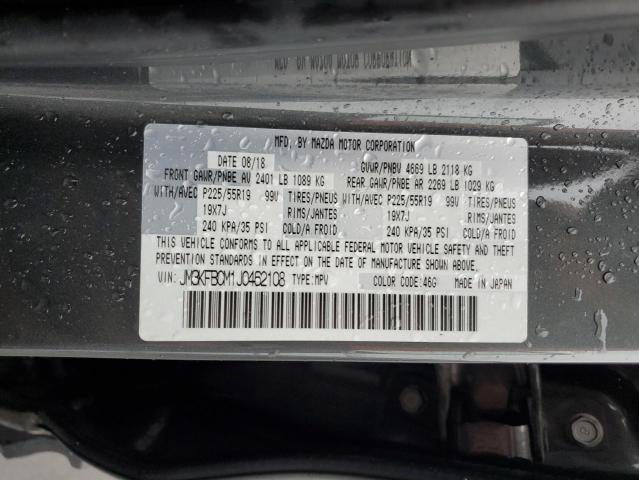 MFD. BY MAZDA MOTOR CORPORATION
DATE 08/18 GVWR/PNBV 4669 LB 2118 KG
FRONT GAWR/PNBE AV 2401 LB 1089 KG REAR GAWR/PNBE AR 2269 LB 1029 KG
WITH/AVEC P225/55R19 99V TIRES/PNEUS WITH/AVEC P225/55R19 99V TIRES/PNEUS
19X7J RIMS/JANTES 19X7J RIMS/JANTES
240 KPA/35 PSI COLD/A FROID 240 KPA/35 PSI COLD/A FROID
THIS VEHICLE CONFORMS TO ALL APPLICABLE FEDERAL MOTOR VEHICLE SAFETY AND THEFT
PREVENTION STANDARDS IN EFFECT ON THE DATE OF MANUFACTURE SHOWN ABOVE.
VIN: JM3KFBCM1J0462108 TYPE: MPV COLOR CODE: 46G MADE IN JAPAN